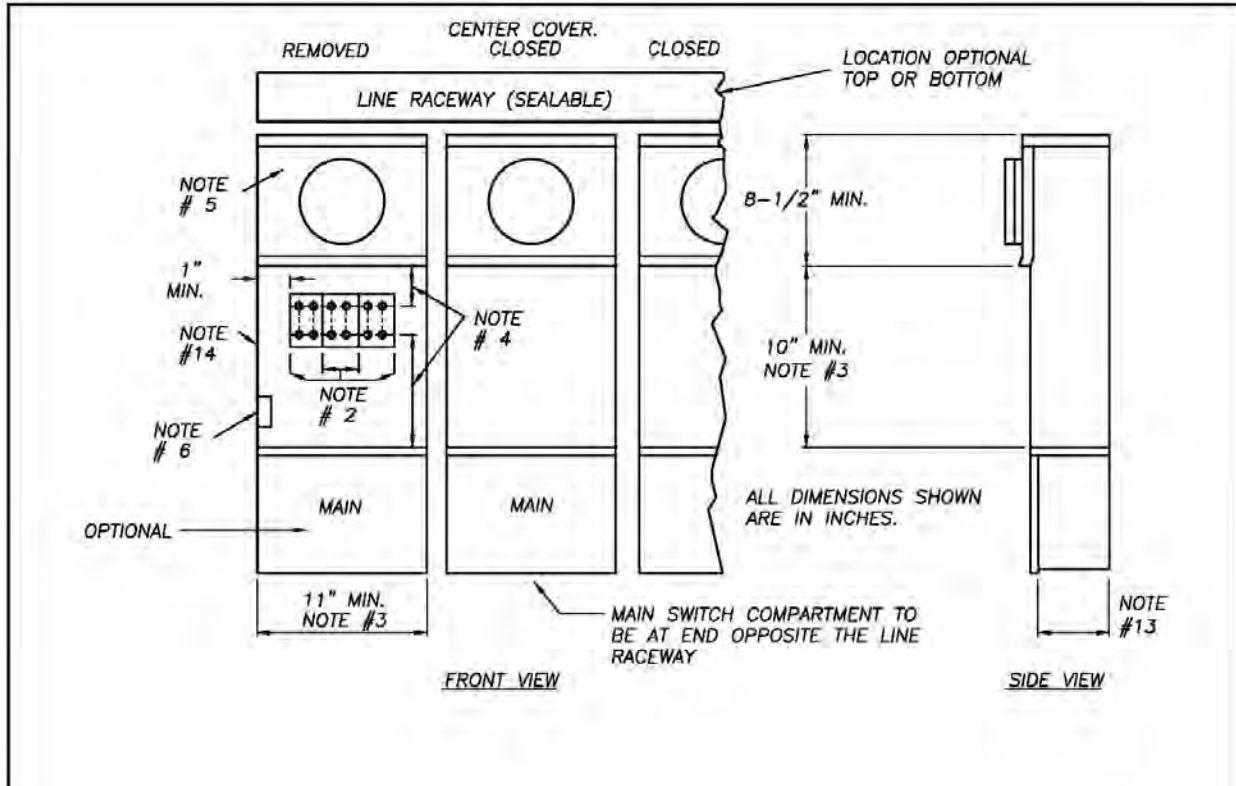 REMOVED
CENTER COVER.
CLOSED
CLOSED
LOCATION OPTIONAL
TOP OR BOTTOM
LINE RACEWAY (SEALABLE)
NOTE
# 5
8-1/2" MIN.
1"
MIN.
NOTE
#14
NOTE
# 4
10" MIN.
NOTE #3
NOTE
# 2
NOTE
# 6
MAIN
MAIN
ALL DIMENSIONS SHOWN
ARE IN INCHES.
OPTIONAL
11" MIN.
NOTE #3
MAIN SWITCH COMPARTMENT TO
BE AT END OPPOSITE THE LINE
RACEWAY
NOTE
#13
FRONT VIEW
SIDE VIEW